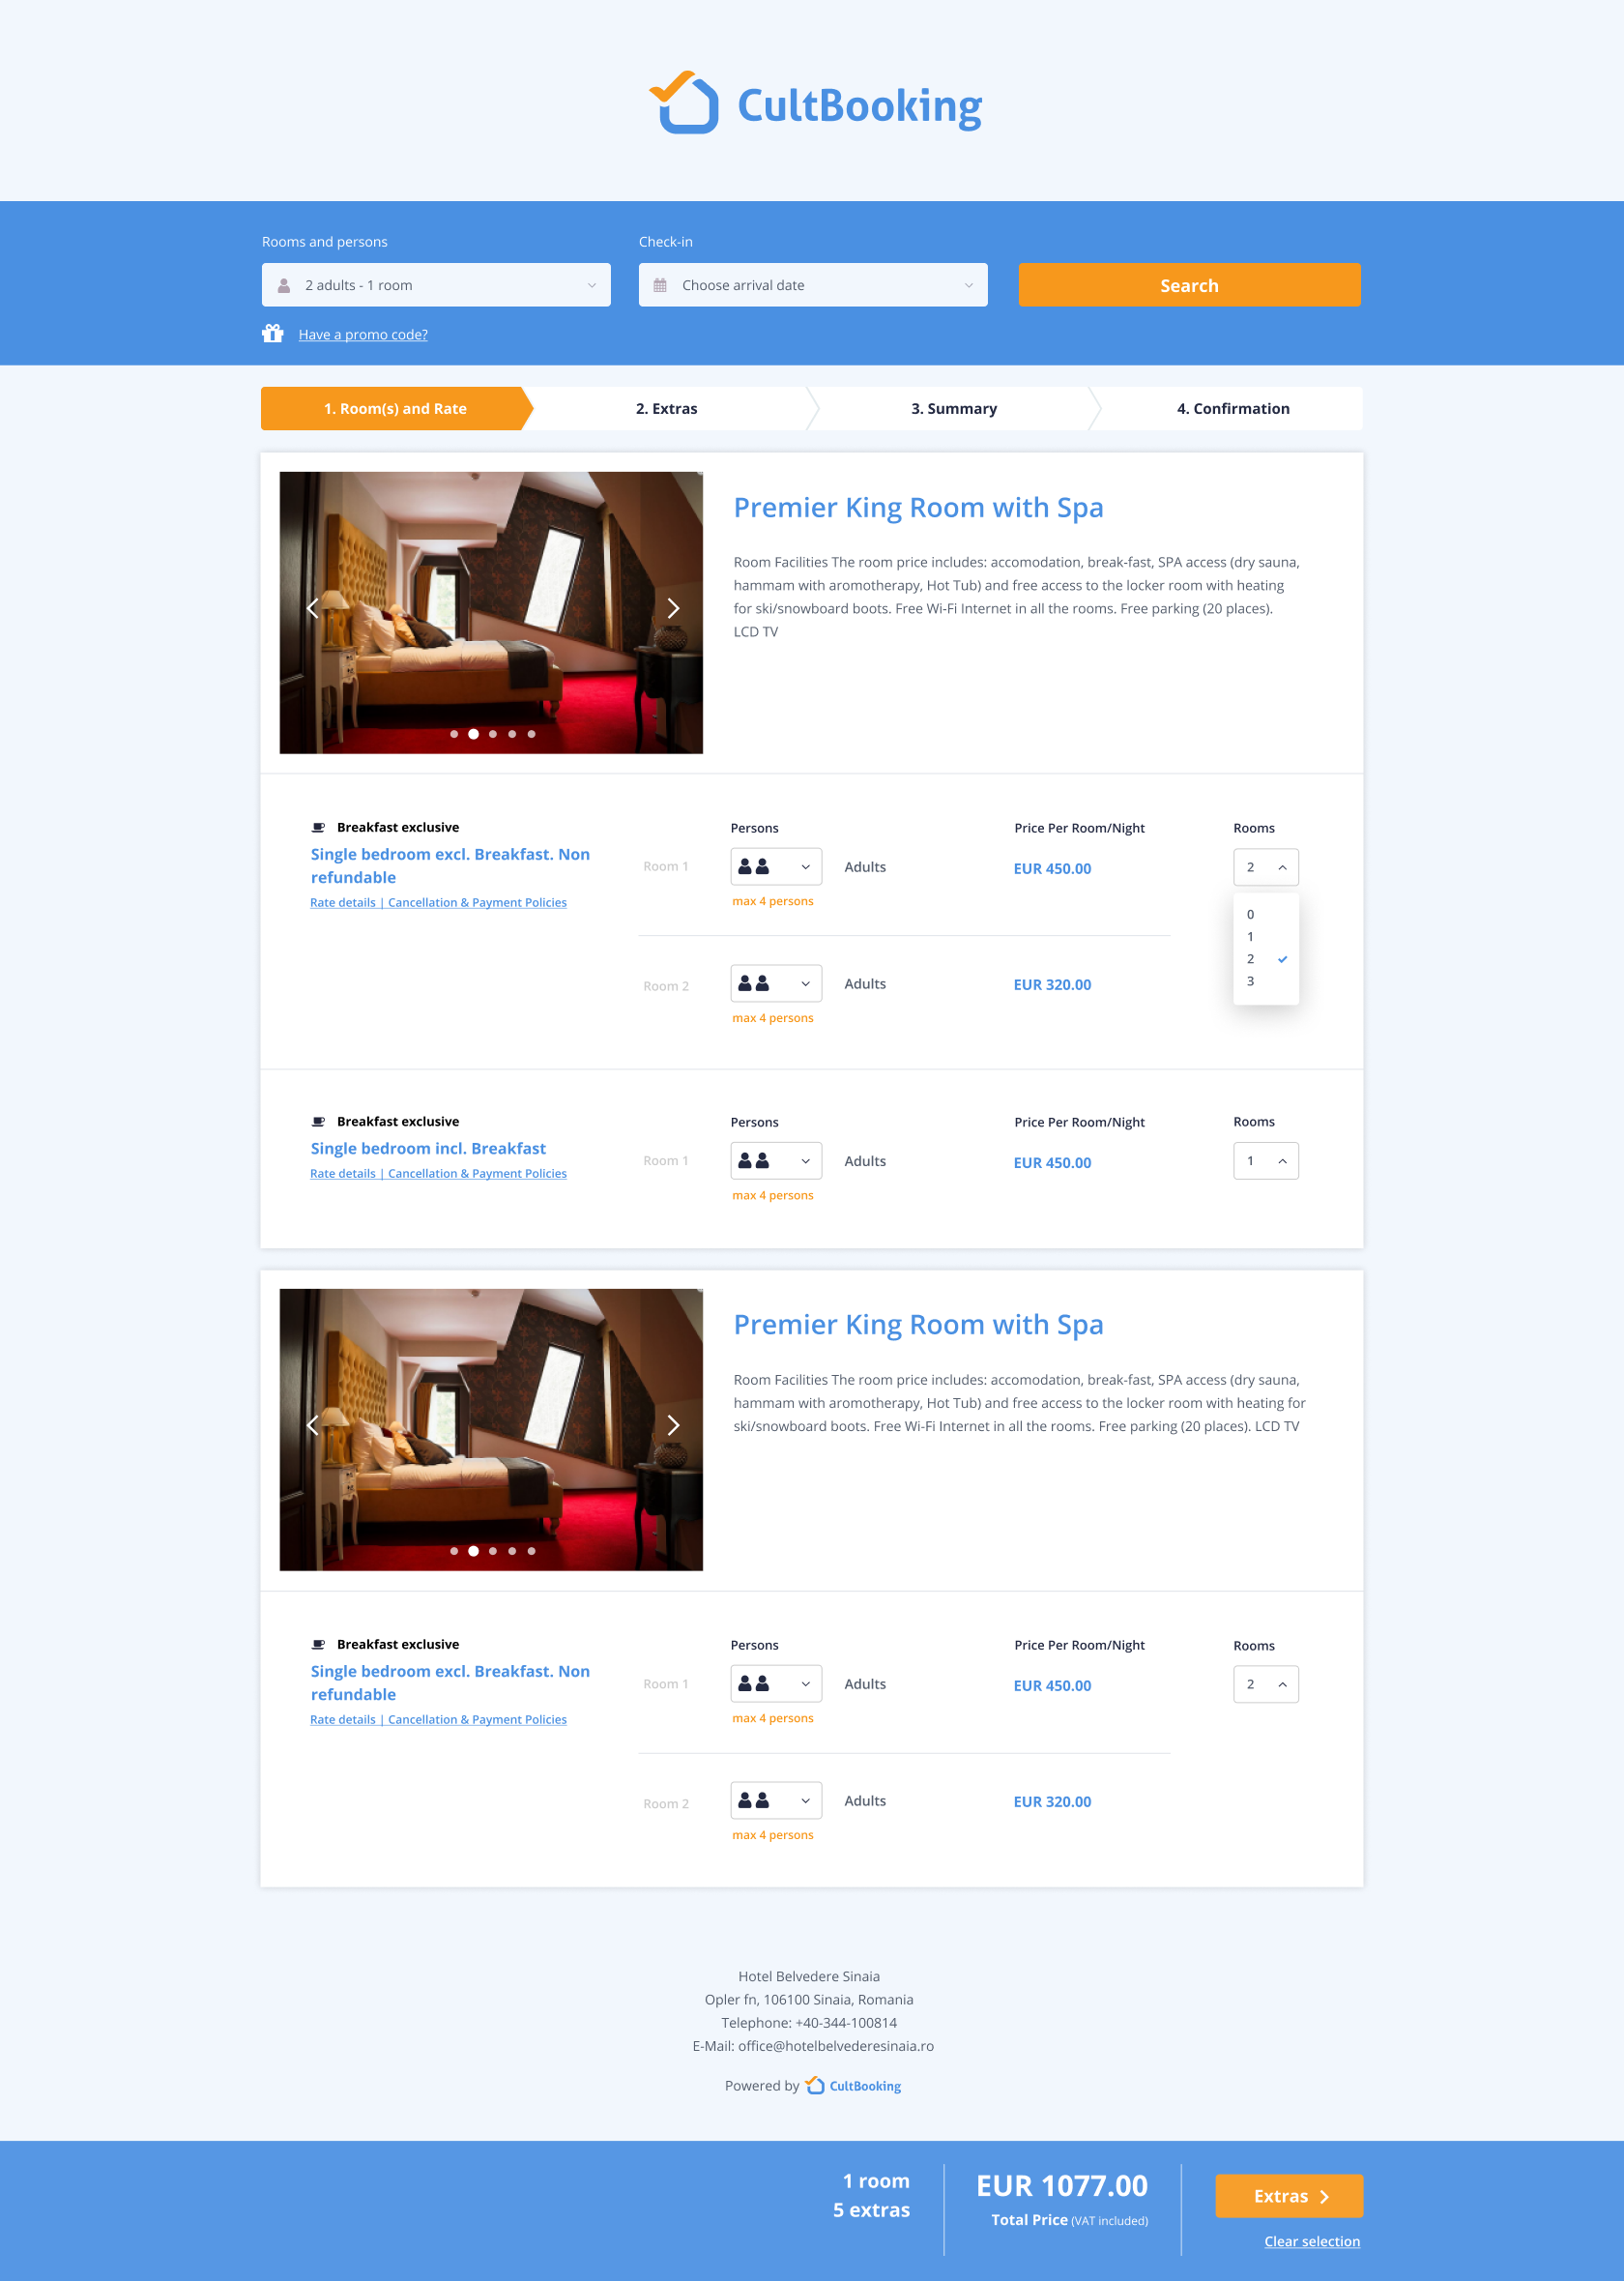 CultBooking
Rooms and persons
Check-in
2 adults - 1 room
Choose arrival date
Search
Have a promo code?
1. Room(s) and Rate
2. Extras
3. Summary
4. Confirmation
Premier King Room with Spa
Room Facilities The room price includes: accomodation, break-fast, SPA access (dry sauna,
hammam with aromotherapy, Hot Tub) and free access to the locker room with heating
for ski/snowboard boots. Free Wi-Fi Internet in all the rooms. Free parking (20 places).
LCD TV
Breakfast exclusive
Persons
Price Per Room/Night
Rooms
Single bedroom excl. Breakfast. Non
refundable
Rate details | Cancellation & Payment Policies
Room 1
Adults
EUR 450.00
2
max 4 persons
0
1
2
3
Room 2
Adults
EUR 320.00
max 4 persons
Breakfast exclusive
Persons
Price Per Room/Night
Rooms
Single bedroom incl. Breakfast
Rate details | Cancellation & Payment Policies
Room 1
Adults
EUR 450.00
1
max 4 persons
Premier King Room with Spa
Room Facilities The room price includes: accomodation, break-fast, SPA access (dry sauna,
hammam with aromotherapy, Hot Tub) and free access to the locker room with heating for
ski/snowboard boots. Free Wi-Fi Internet in all the rooms. Free parking (20 places). LCD TV
Breakfast exclusive
Persons
Price Per Room/Night
Rooms
Single bedroom excl. Breakfast. Non
refundable
Rate details | Cancellation & Payment Policies
Room 1
Adults
EUR 450.00
2
max 4 persons
Room 2
Adults
EUR 320.00
max 4 persons
Hotel Belvedere Sinaia
Opler fn, 106100 Sinaia, Romania
Telephone: +40-344-100814
E-Mail: office@hotelbelvederesinaia.ro
Powered by CultBooking
1 room
5 extras
EUR 1077.00
Total Price (VAT included)
Extras
Clear selection